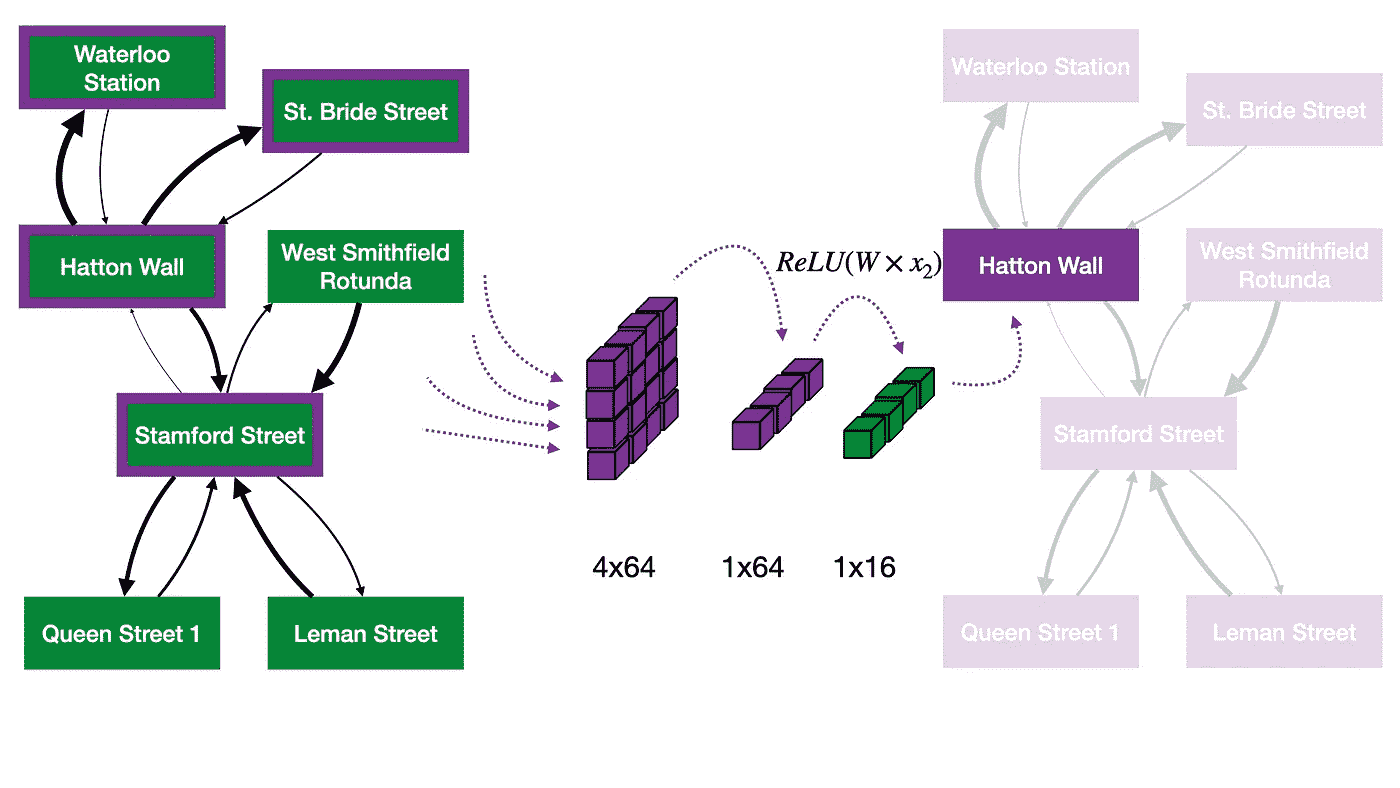 Waterloo
Station
St. Bride Street
Hatton Wall
West Smithfield
Rotunda
Stamford Street
Queen Street 1
Leman Street
4x64
1x64
1x16
ReLU(W × x₂)
Waterloo Station
St. Bride Street
Hatton Wall
West Smithfield
Rotunda
Stamford Street
Queen Street 1
Leman Street